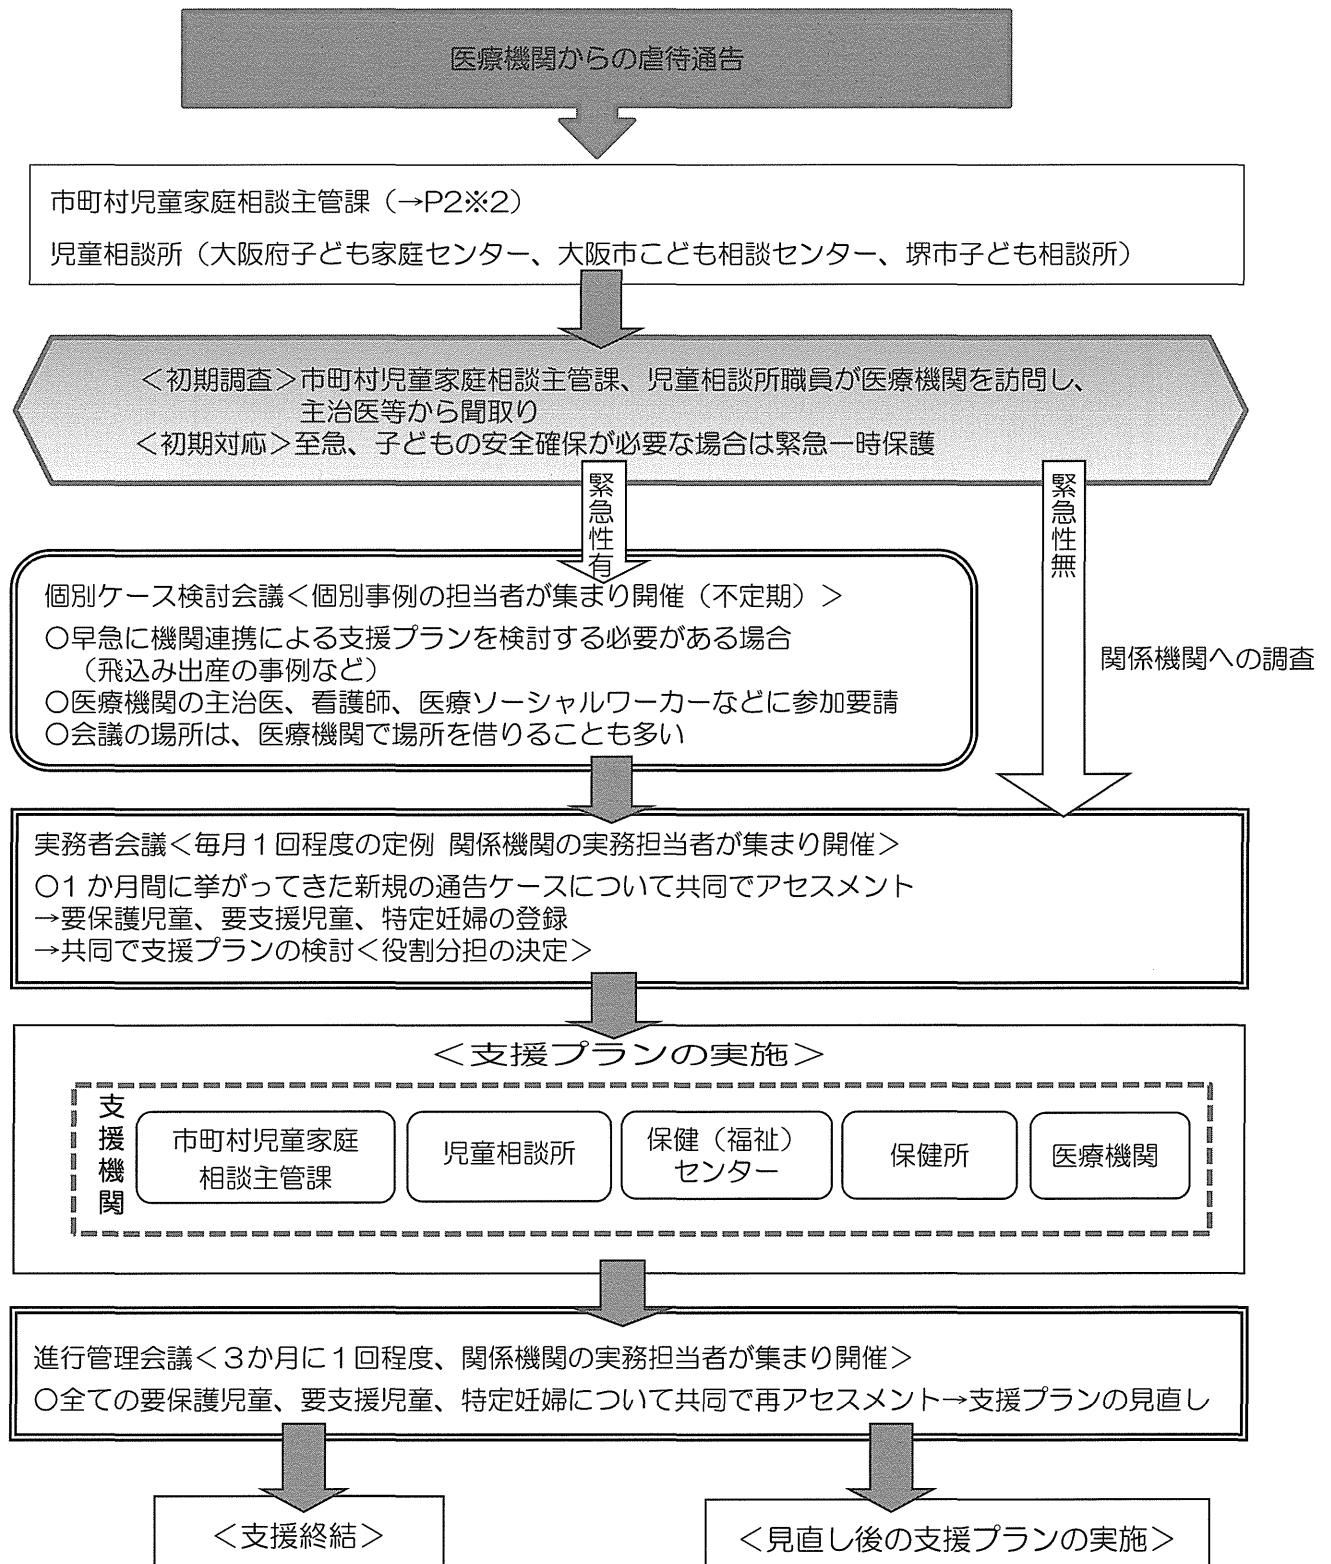 医療機関からの虐待通告
市町村児童家庭相談主管課（→P2※2）
児童相談所（大阪府子ども家庭センター、大阪市こども相談センター、堺市子ども相談所）
＜初期調査＞市町村児童家庭相談主管課、児童相談所職員が医療機関を訪問し、
主治医等から聞取り
＜初期対応＞至急、子どもの安全確保が必要な場合は緊急一時保護
緊急性有
緊急性無
個別ケース検討会議＜個別事例の担当者が集まり開催（不定期）＞
○早急に機関連携による支援プランを検討する必要がある場合
（飛込み出産の事例など）
○医療機関の主治医、看護師、医療ソーシャルワーカーなどに参加要請
○会議の場所は、医療機関で場所を借りることも多い
関係機関への調査
実務者会議＜毎月１回程度の定例 関係機関の実務担当者が集まり開催＞
○１か月間に挙がってきた新規の通告ケースについて共同でアセスメント
→要保護児童、要支援児童、特定妊婦の登録
→共同で支援プランの検討＜役割分担の決定＞
＜支援プランの実施＞
支援機関
市町村児童家庭
相談主管課
児童相談所
保健（福祉）
センター
保健所
医療機関
進行管理会議＜３か月に１回程度、関係機関の実務担当者が集まり開催＞
○全ての要保護児童、要支援児童、特定妊婦について共同で再アセスメント→支援プランの見直し
＜支援終結＞
＜見直し後の支援プランの実施＞